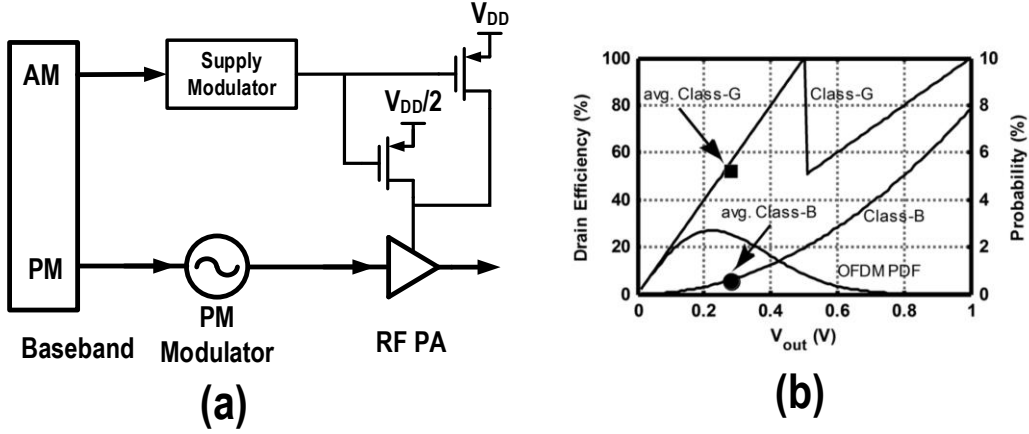 AM
PM
Baseband
Supply
Modulator
V_DD
V_DD/2
PM
Modulator
RF PA
(a)
Drain Efficiency (%)
100
80
60
40
20
0
avg. Class-G
Class-G
avg. Class-B
Class-B
OFDM PDF
10
8
6
4
2
0
Probability (%)
0 0.2 0.4 0.6 0.8 1
V_out (V)
(b)